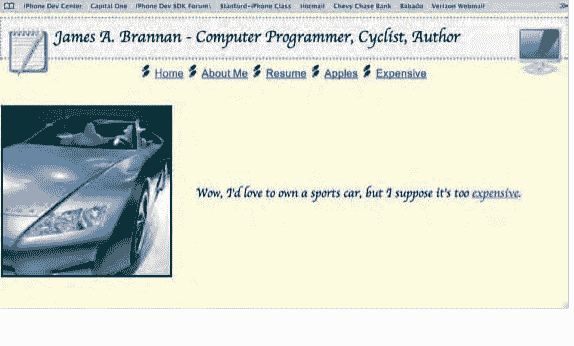 iPhone Dev Center Capital One iPhone Dev SDK Forum\ Stanford-iPhone Class Hotmail Chevy Chase Bank Babado Verizon Webmail
James A. Brannan - Computer Programmer, Cyclist, Author
Home About Me Resume Apples Expensive
Wow, I'd love to own a sports car, but I suppose it's too expensive.